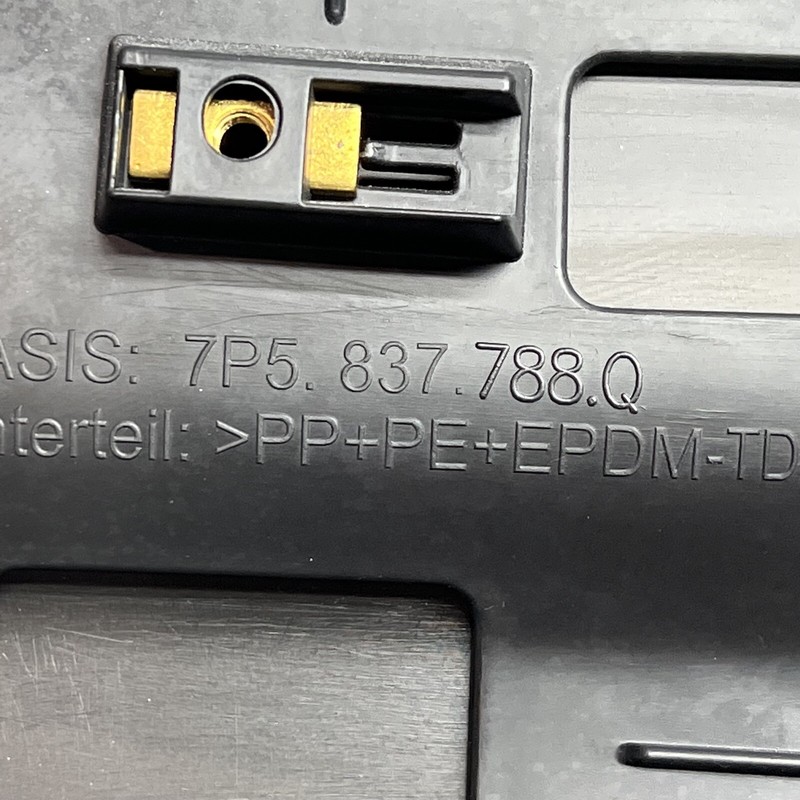 ASIS: 7P5. 837.788.Q
nterteil: >PP+PE+EPDM-TD